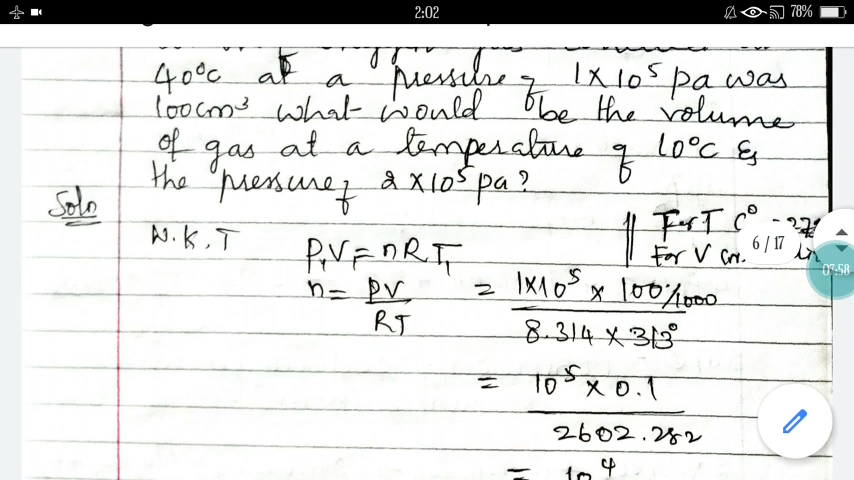 2:02
78%
40°C at a pressure of 1×10⁵ pa was
100cm³ what would be the volume
of gas at a temperature of 10°C &
the pressure of 2×10⁵ pa?
Soln
W.K.T
P₁V₁ = nRT₁
|| For T C°
For V
6 / 17
in
07:58
n = PV/RT = 1×10⁵ × 100/1000 / 8.314 × 313°
= 10⁵ × 0.1 / 2602.282
= 10⁴